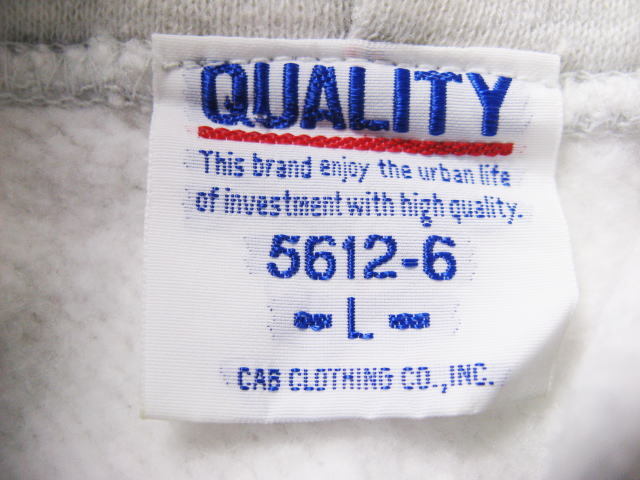 QUALITY
This brand enjoy the urban life
of investment with high quality.
5612-6
- L -
CAB CLOTHING CO., INC.